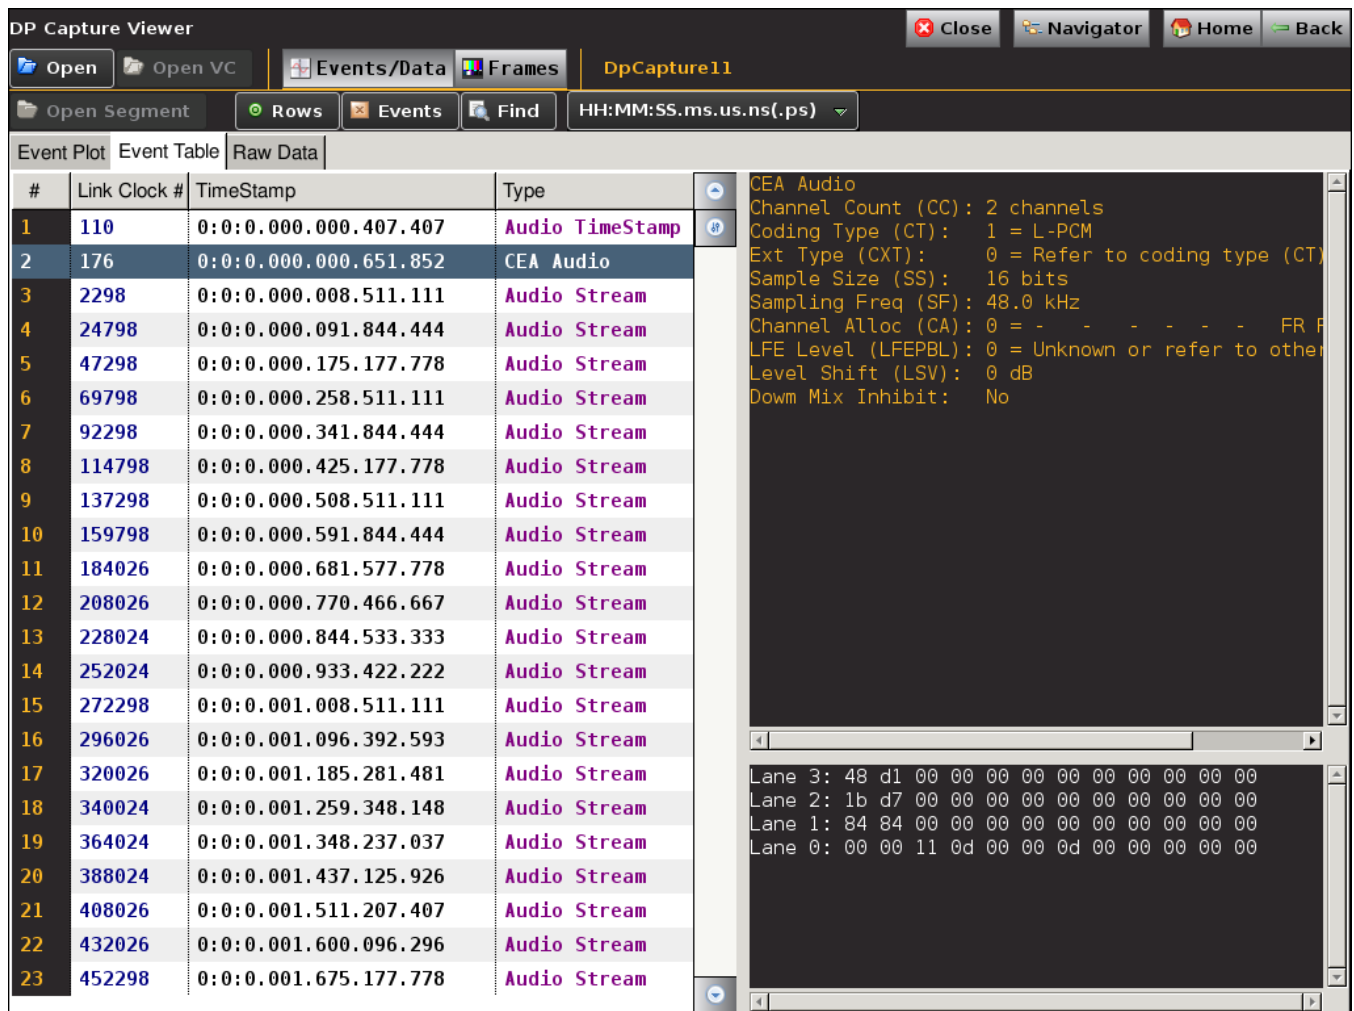 DP Capture Viewer Close Navigator Home Back
Open Open VC Events/Data Frames DpCapture11
Open Segment Rows Events Find HH:MM:SS.ms.us.ns(.ps)
Event Plot Event Table Raw Data
# Link Clock # TimeStamp Type
1 110 0:0:0.000.000.407.407 Audio TimeStamp
2 176 0:0:0.000.000.651.852 CEA Audio
3 2298 0:0:0.000.008.511.111 Audio Stream
4 24798 0:0:0.000.091.844.444 Audio Stream
5 47298 0:0:0.000.175.177.778 Audio Stream
6 69798 0:0:0.000.258.511.111 Audio Stream
7 92298 0:0:0.000.341.844.444 Audio Stream
8 114798 0:0:0.000.425.177.778 Audio Stream
9 137298 0:0:0.000.508.511.111 Audio Stream
10 159798 0:0:0.000.591.844.444 Audio Stream
11 184026 0:0:0.000.681.577.778 Audio Stream
12 208026 0:0:0.000.770.466.667 Audio Stream
13 228024 0:0:0.000.844.533.333 Audio Stream
14 252024 0:0:0.000.933.422.222 Audio Stream
15 272298 0:0:0.001.008.511.111 Audio Stream
16 296026 0:0:0.001.096.392.593 Audio Stream
17 320026 0:0:0.001.185.281.481 Audio Stream
18 340024 0:0:0.001.259.348.148 Audio Stream
19 364024 0:0:0.001.348.237.037 Audio Stream
20 388024 0:0:0.001.437.125.926 Audio Stream
21 408026 0:0:0.001.511.207.407 Audio Stream
22 432026 0:0:0.001.600.096.296 Audio Stream
23 452298 0:0:0.001.675.177.778 Audio Stream
CEA Audio
Channel Count (CC): 2 channels
Coding Type (CT): 1 = L-PCM
Ext Type (CXT): 0 = Refer to coding type (CT)
Sample Size (SS): 16 bits
Sampling Freq (SF): 48.0 kHz
Channel Alloc (CA): 0 = - - - - - - FR F
LFE Level (LFEPBL): 0 = Unknown or refer to other
Level Shift (LSV): 0 dB
Dowm Mix Inhibit: No
Lane 3: 48 d1 00 00 00 00 00 00 00 00 00 00
Lane 2: 1b d7 00 00 00 00 00 00 00 00 00 00
Lane 1: 84 84 00 00 00 00 00 00 00 00 00 00
Lane 0: 00 00 11 0d 00 00 0d 00 00 00 00 00